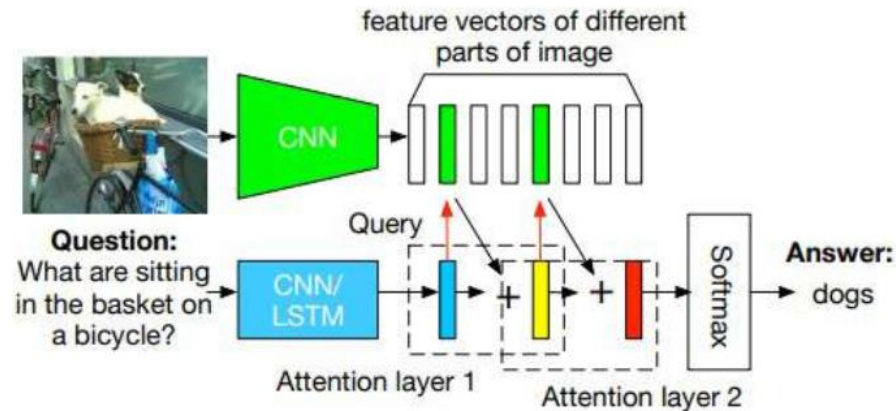 feature vectors of different
parts of image
CNN
Query
Question:
What are sitting
in the basket on
a bicycle?
CNN/
LSTM
+
+
Softmax
Answer:
dogs
Attention layer 1
Attention layer 2